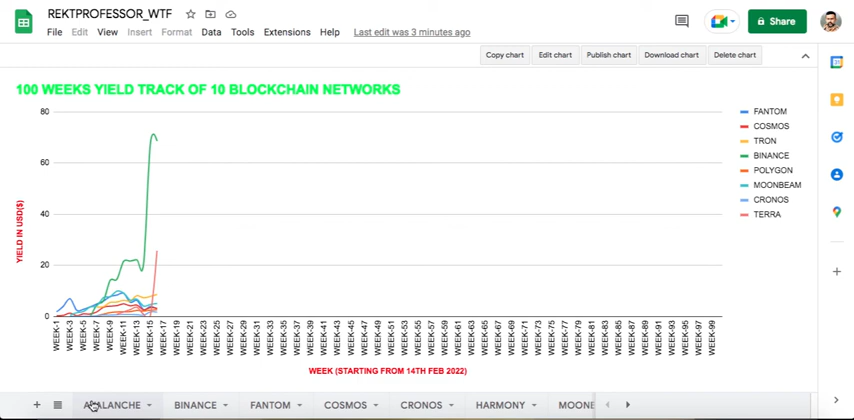 REKTPROFESSOR_WTF
File Edit View Insert Format Data Tools Extensions Help Last edit was 3 minutes ago
Share
Copy chart Edit chart Publish chart Download chart Delete chart
100 WEEKS YIELD TRACK OF 10 BLOCKCHAIN NETWORKS
80
60
40
20
0
YIELD IN USD($)
FANTOM
COSMOS
TRON
BINANCE
POLYGON
MOONBEAM
CRONOS
TERRA
WEEK-1 WEEK-3 WEEK-5 WEEK-7 WEEK-9 WEEK-11 WEEK-13 WEEK-15 WEEK-17 WEEK-19 WEEK-21 WEEK-23 WEEK-25 WEEK-27 WEEK-29 WEEK-31 WEEK-33 WEEK-35 WEEK-37 WEEK-39 WEEK-41 WEEK-43 WEEK-45 WEEK-47 WEEK-49 WEEK-51 WEEK-53 WEEK-55 WEEK-57 WEEK-59 WEEK-61 WEEK-63 WEEK-65 WEEK-67 WEEK-69 WEEK-71 WEEK-73 WEEK-75 WEEK-77 WEEK-79 WEEK-81 WEEK-83 WEEK-85 WEEK-87 WEEK-89 WEEK-91 WEEK-93 WEEK-95 WEEK-97 WEEK-99
WEEK (STARTING FROM 14TH FEB 2022)
AVALANCHE BINANCE FANTOM COSMOS CRONOS HARMONY MOONE